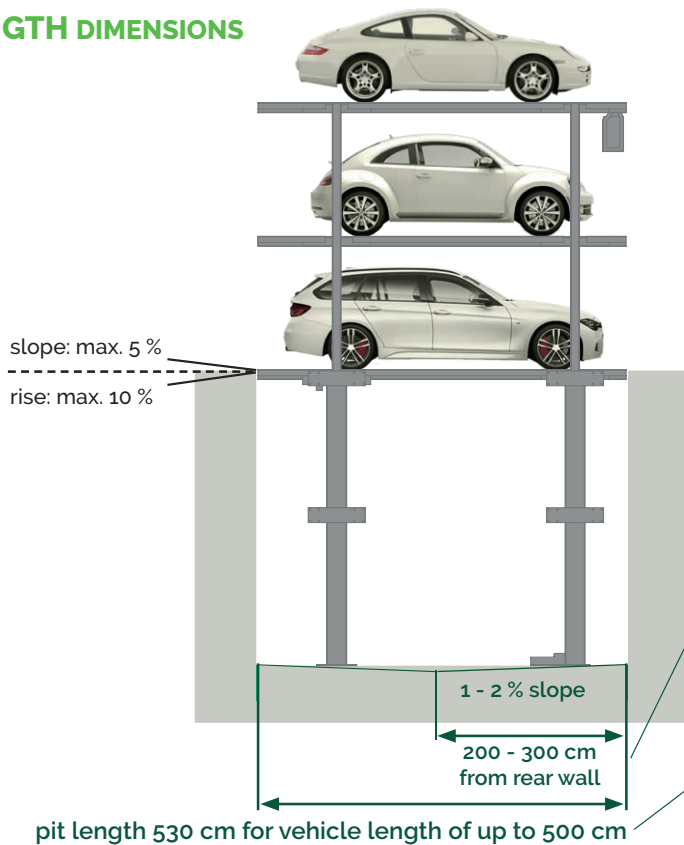 GTH DIMENSIONS
slope: max. 5 %
rise: max. 10 %
1 - 2 % slope
200 - 300 cm
from rear wall
pit length 530 cm for vehicle length of up to 500 cm